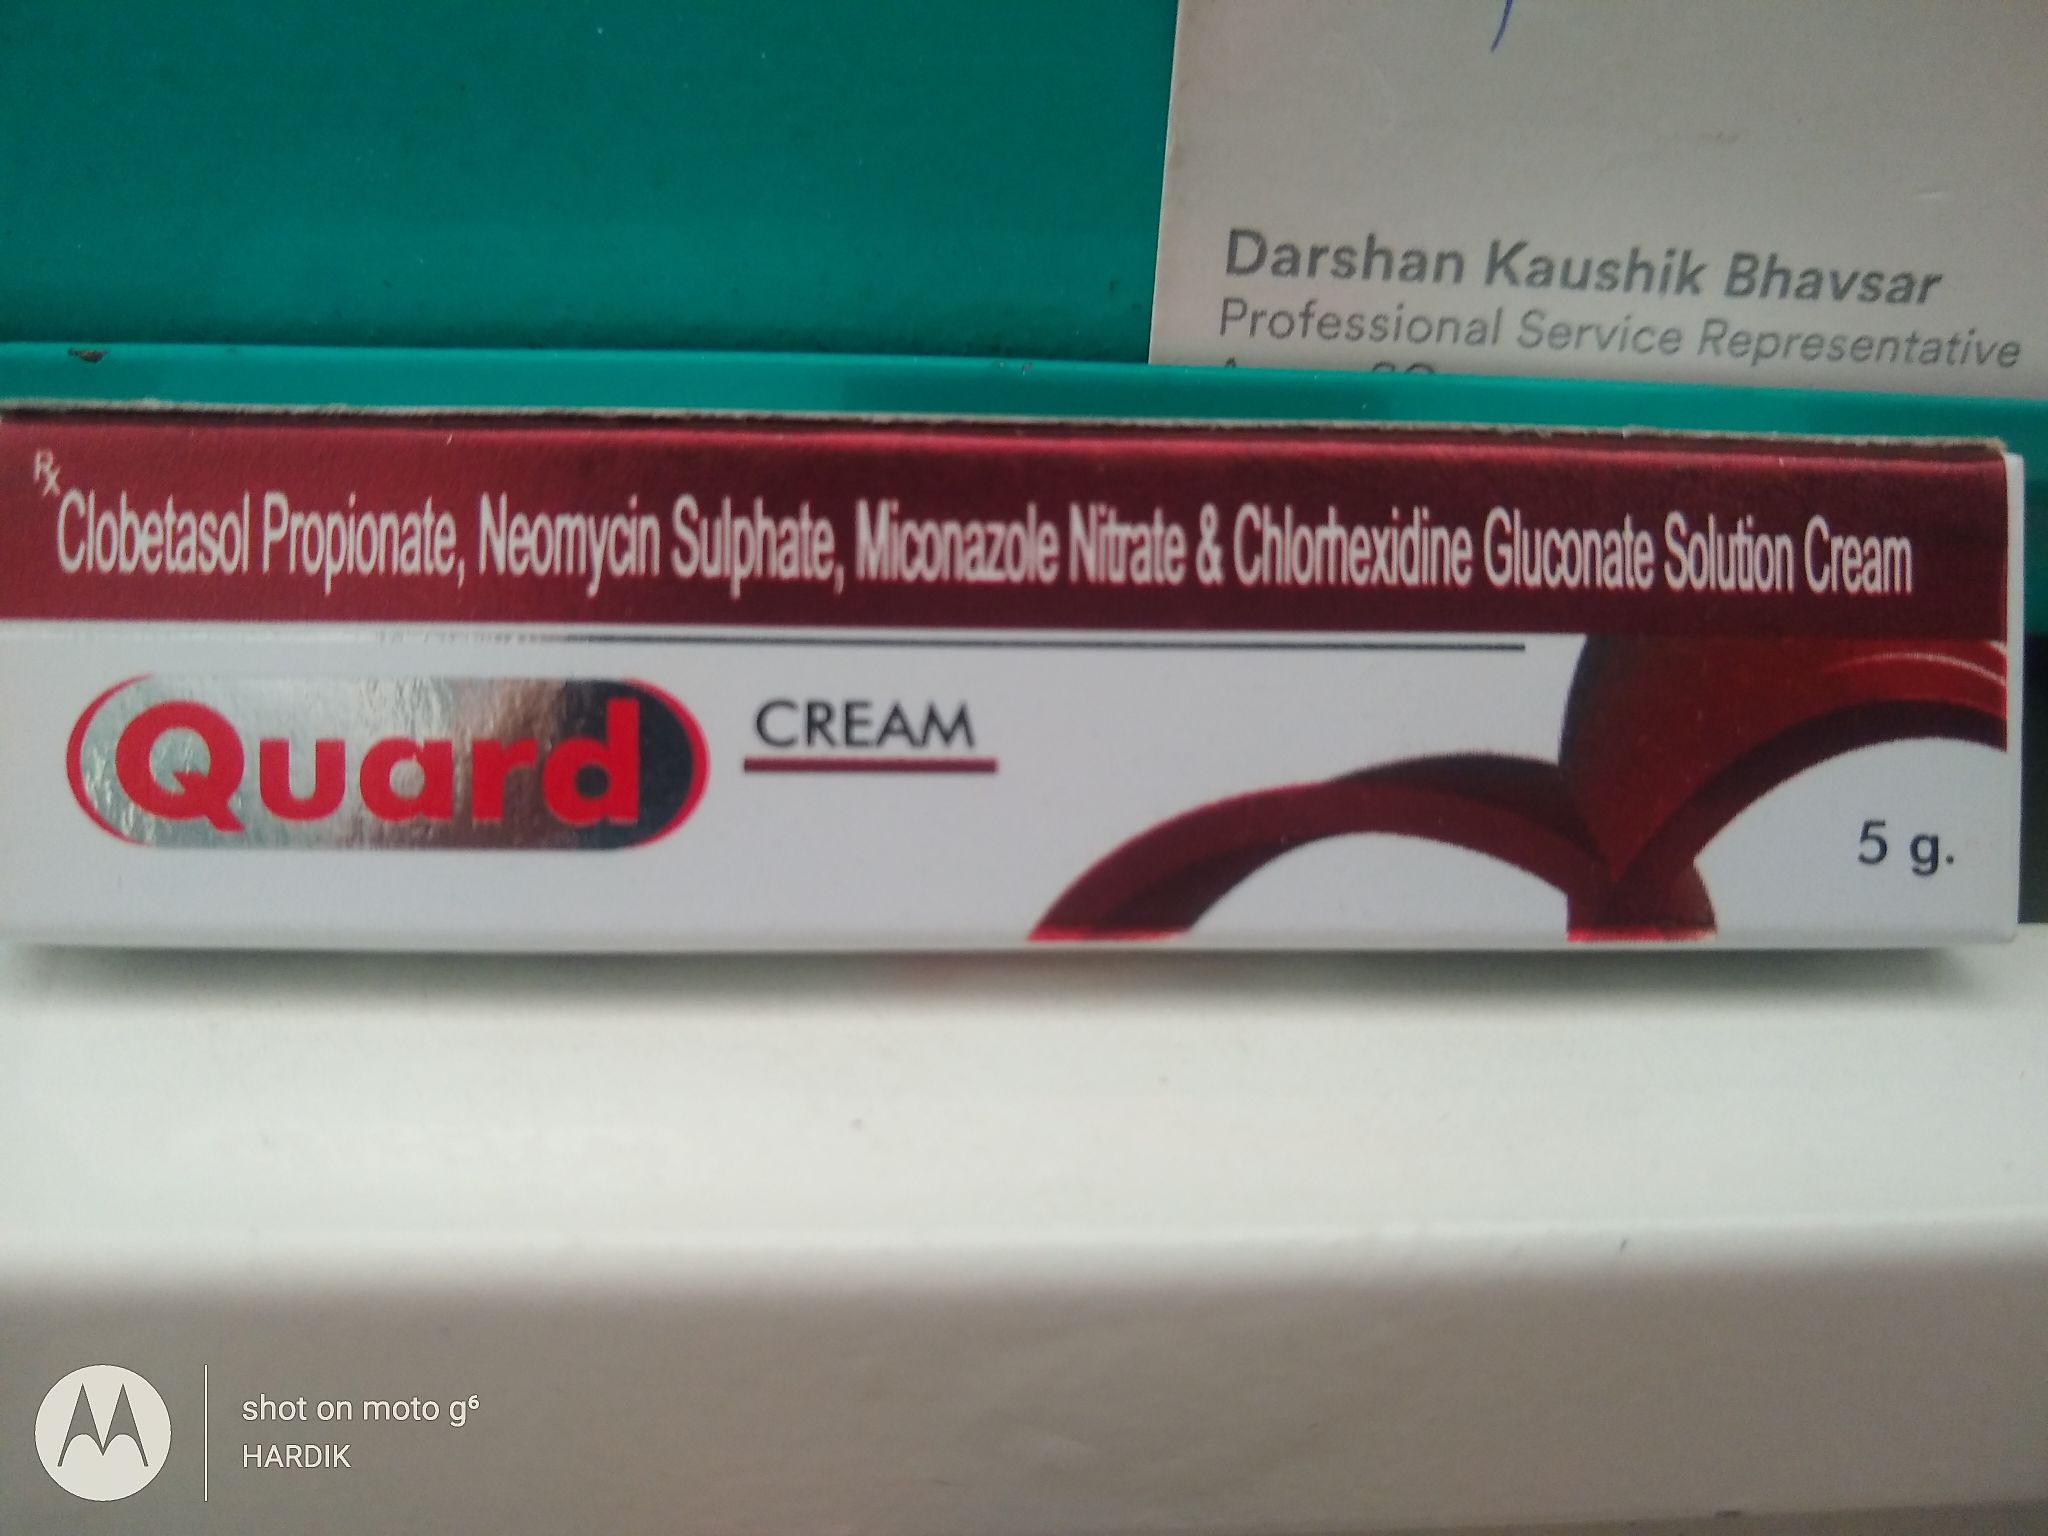 Darshan Kaushik Bhavsar
Professional Service Representative
Rx
Clobetasol Propionate, Neomycin Sulphate, Miconazole Nitrate & Chlorhexidine Gluconate Solution Cream
Quard CREAM
5 g.
shot on moto g⁶
HARDIK